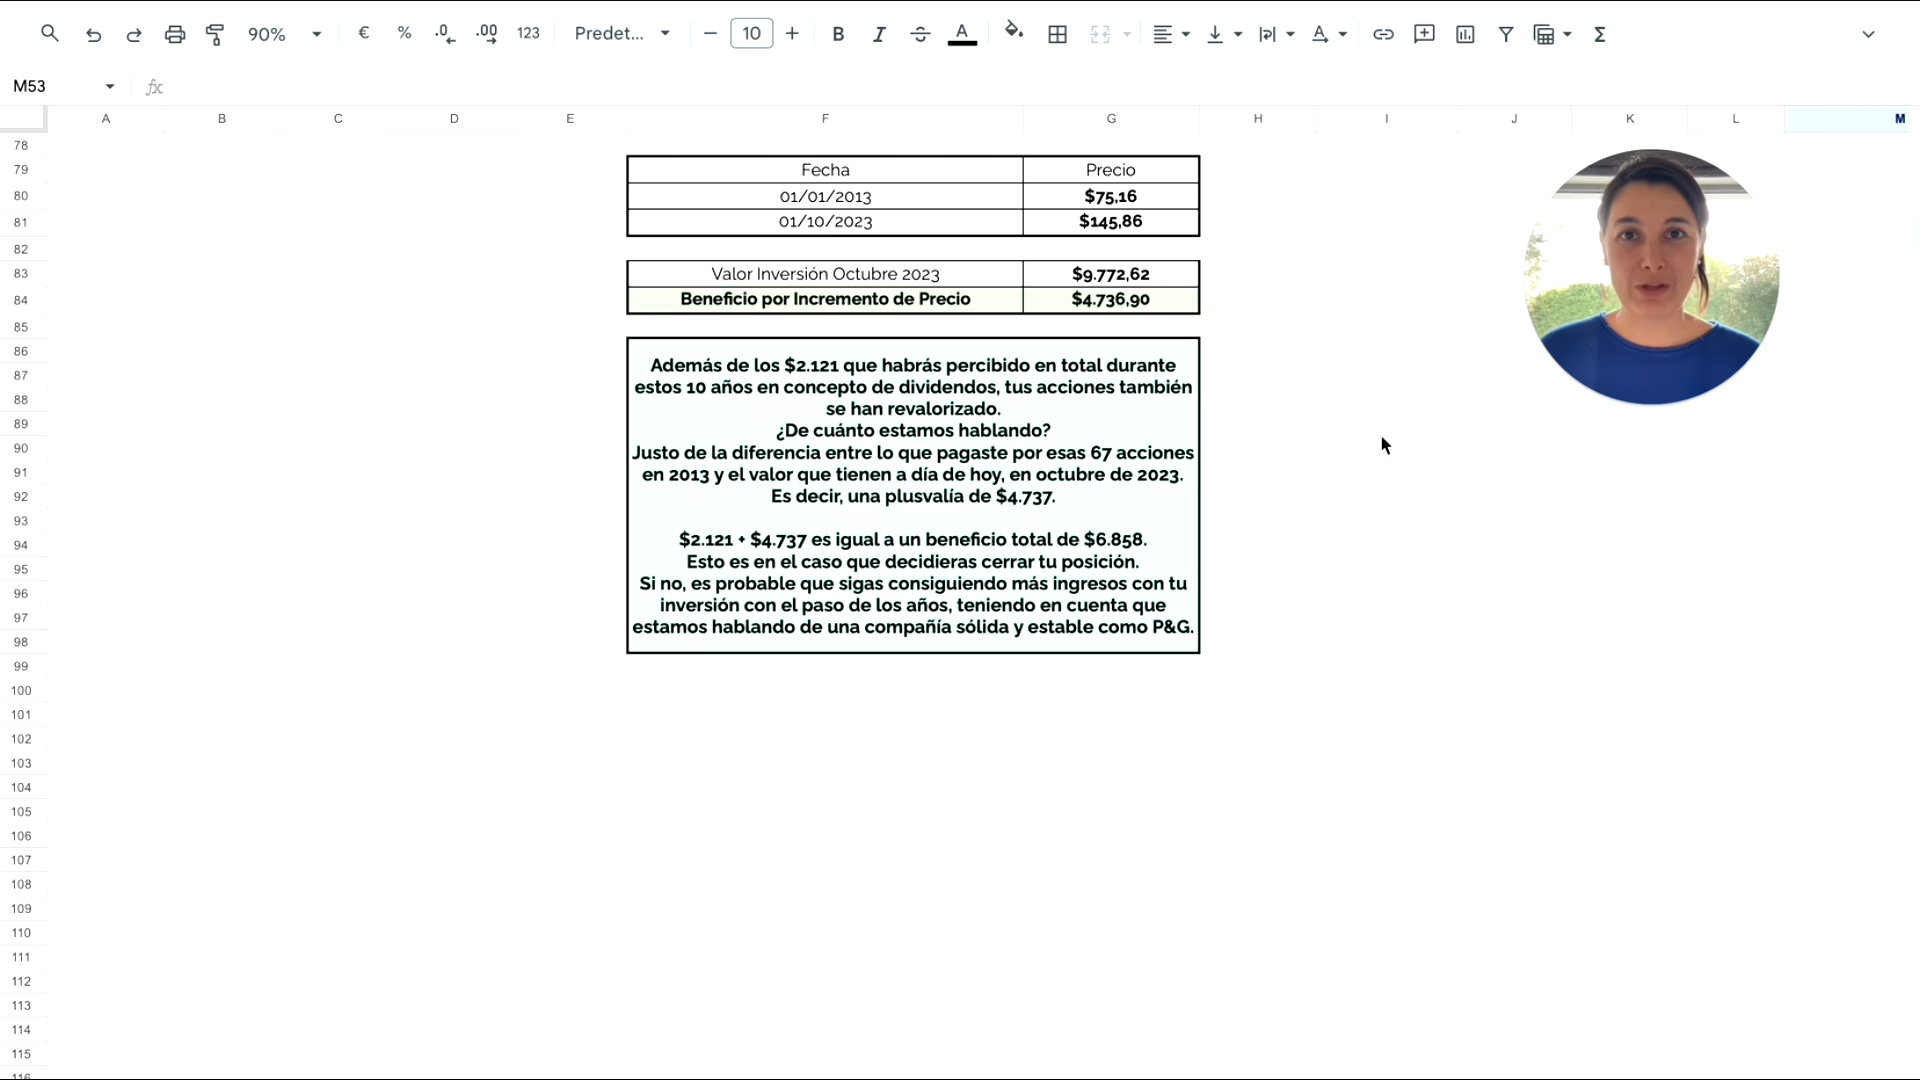 90%
€
%
.0
.00
123
Predet...
10
B
I
A
A
Σ
M53
fx
A B C D E F G H I J K L M
78
79 Fecha Precio
80 01/01/2013 $75,16
81 01/10/2023 $145,86
82
83 Valor Inversión Octubre 2023 $9.772,62
84 Beneficio por Incremento de Precio $4.736,90
85
86
87
88
89
90
91
92
93
94
95
96
97
98
99
100
101
102
103
104
105
106
107
108
109
110
111
112
113
114
115
116
Además de los $2.121 que habrás percibido en total durante
estos 10 años en concepto de dividendos, tus acciones también
se han revalorizado.
¿De cuánto estamos hablando?
Justo de la diferencia entre lo que pagaste por esas 67 acciones
en 2013 y el valor que tienen a día de hoy, en octubre de 2023.
Es decir, una plusvalía de $4.737.
$2.121 + $4.737 es igual a un beneficio total de $6.858.
Esto es en el caso que decidieras cerrar tu posición.
Si no, es probable que sigas consiguiendo más ingresos con tu
inversión con el paso de los años, teniendo en cuenta que
estamos hablando de una compañía sólida y estable como P&G.